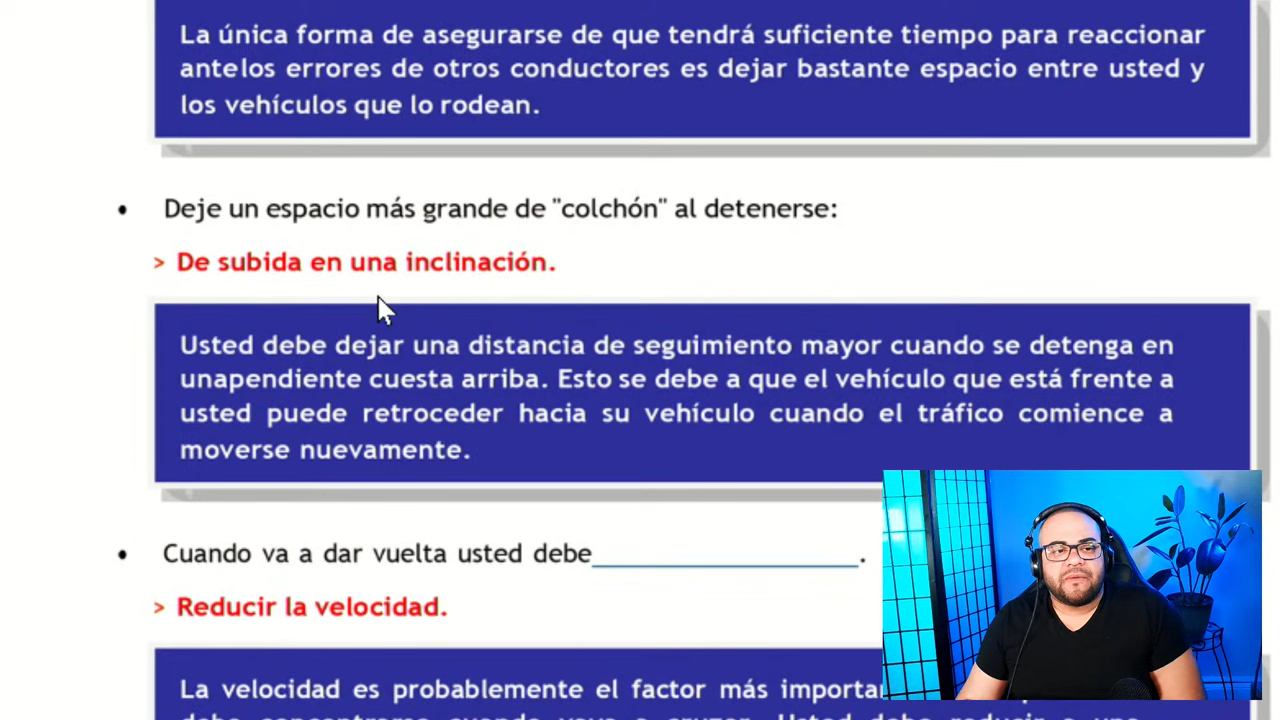 La única forma de asegurarse de que tendrá suficiente tiempo para reaccionar
antelos errores de otros conductores es dejar bastante espacio entre usted y
los vehículos que lo rodean.
• Deje un espacio más grande de "colchón" al detenerse:
> De subida en una inclinación.
Usted debe dejar una distancia de seguimiento mayor cuando se detenga en
unapendiente cuesta arriba. Esto se debe a que el vehículo que está frente a
usted puede retroceder hacia su vehículo cuando el tráfico comience a
moverse nuevamente.
• Cuando va a dar vuelta usted debe____________________.
> Reducir la velocidad.
La velocidad es probablemente el factor más